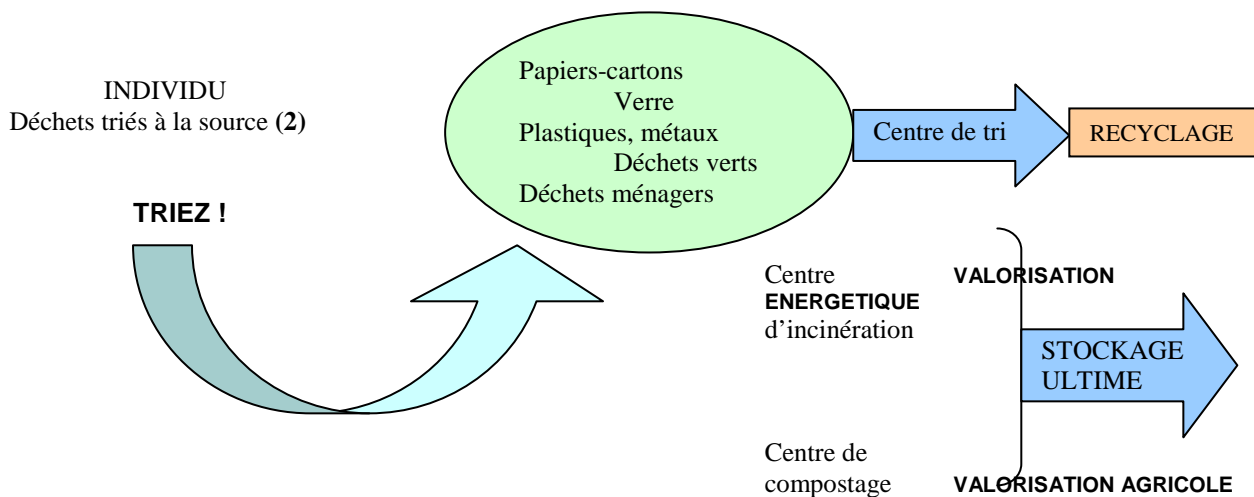 INDIVIDU
Déchets triés à la source (2)
TRIEZ !
Papiers-cartons
Verre
Plastiques, métaux
Déchets verts
Déchets ménagers
Centre de tri
RECYCLAGE
Centre VALORISATION
ENERGETIQUE
d’incinération
STOCKAGE
ULTIME
Centre de
compostage VALORISATION AGRICOLE